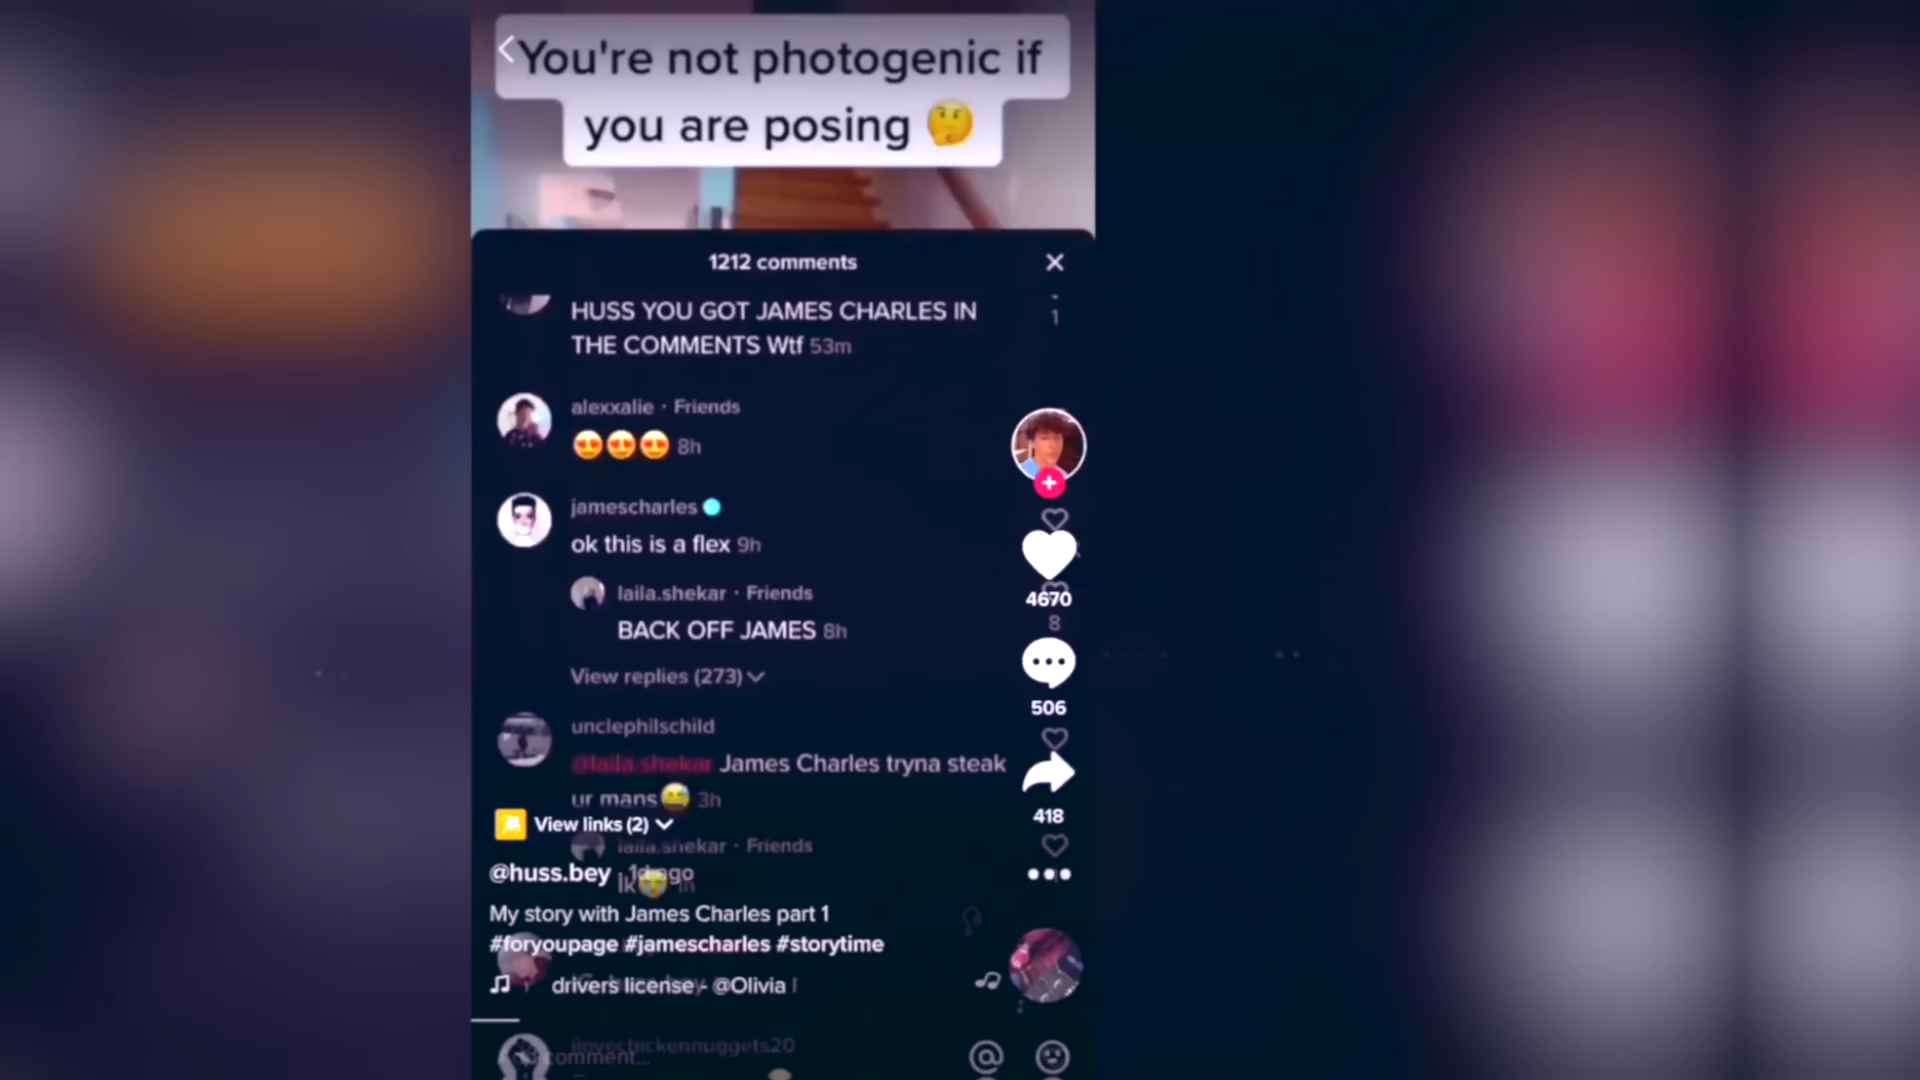 You're not photogenic if
you are posing 🤔
1212 comments
HUSS YOU GOT JAMES CHARLES IN
THE COMMENTS Wtf 53m
1
alexxalie · Friends
😍😍😍 8h
jamescharles
ok this is a flex 9h
laila.shekar · Friends
BACK OFF JAMES 8h
4670
8
View replies (273)
506
unclephilschild
@laila.shekar James Charles tryna steak
ur mans 3h
418
View links (2)
laila.shekar · Friends
@huss.bey 1d ago
My story with James Charles part 1
#foryoupage #jamescharles #storytime
drivers license - @Olivia
ilovechickennuggets20
comment...